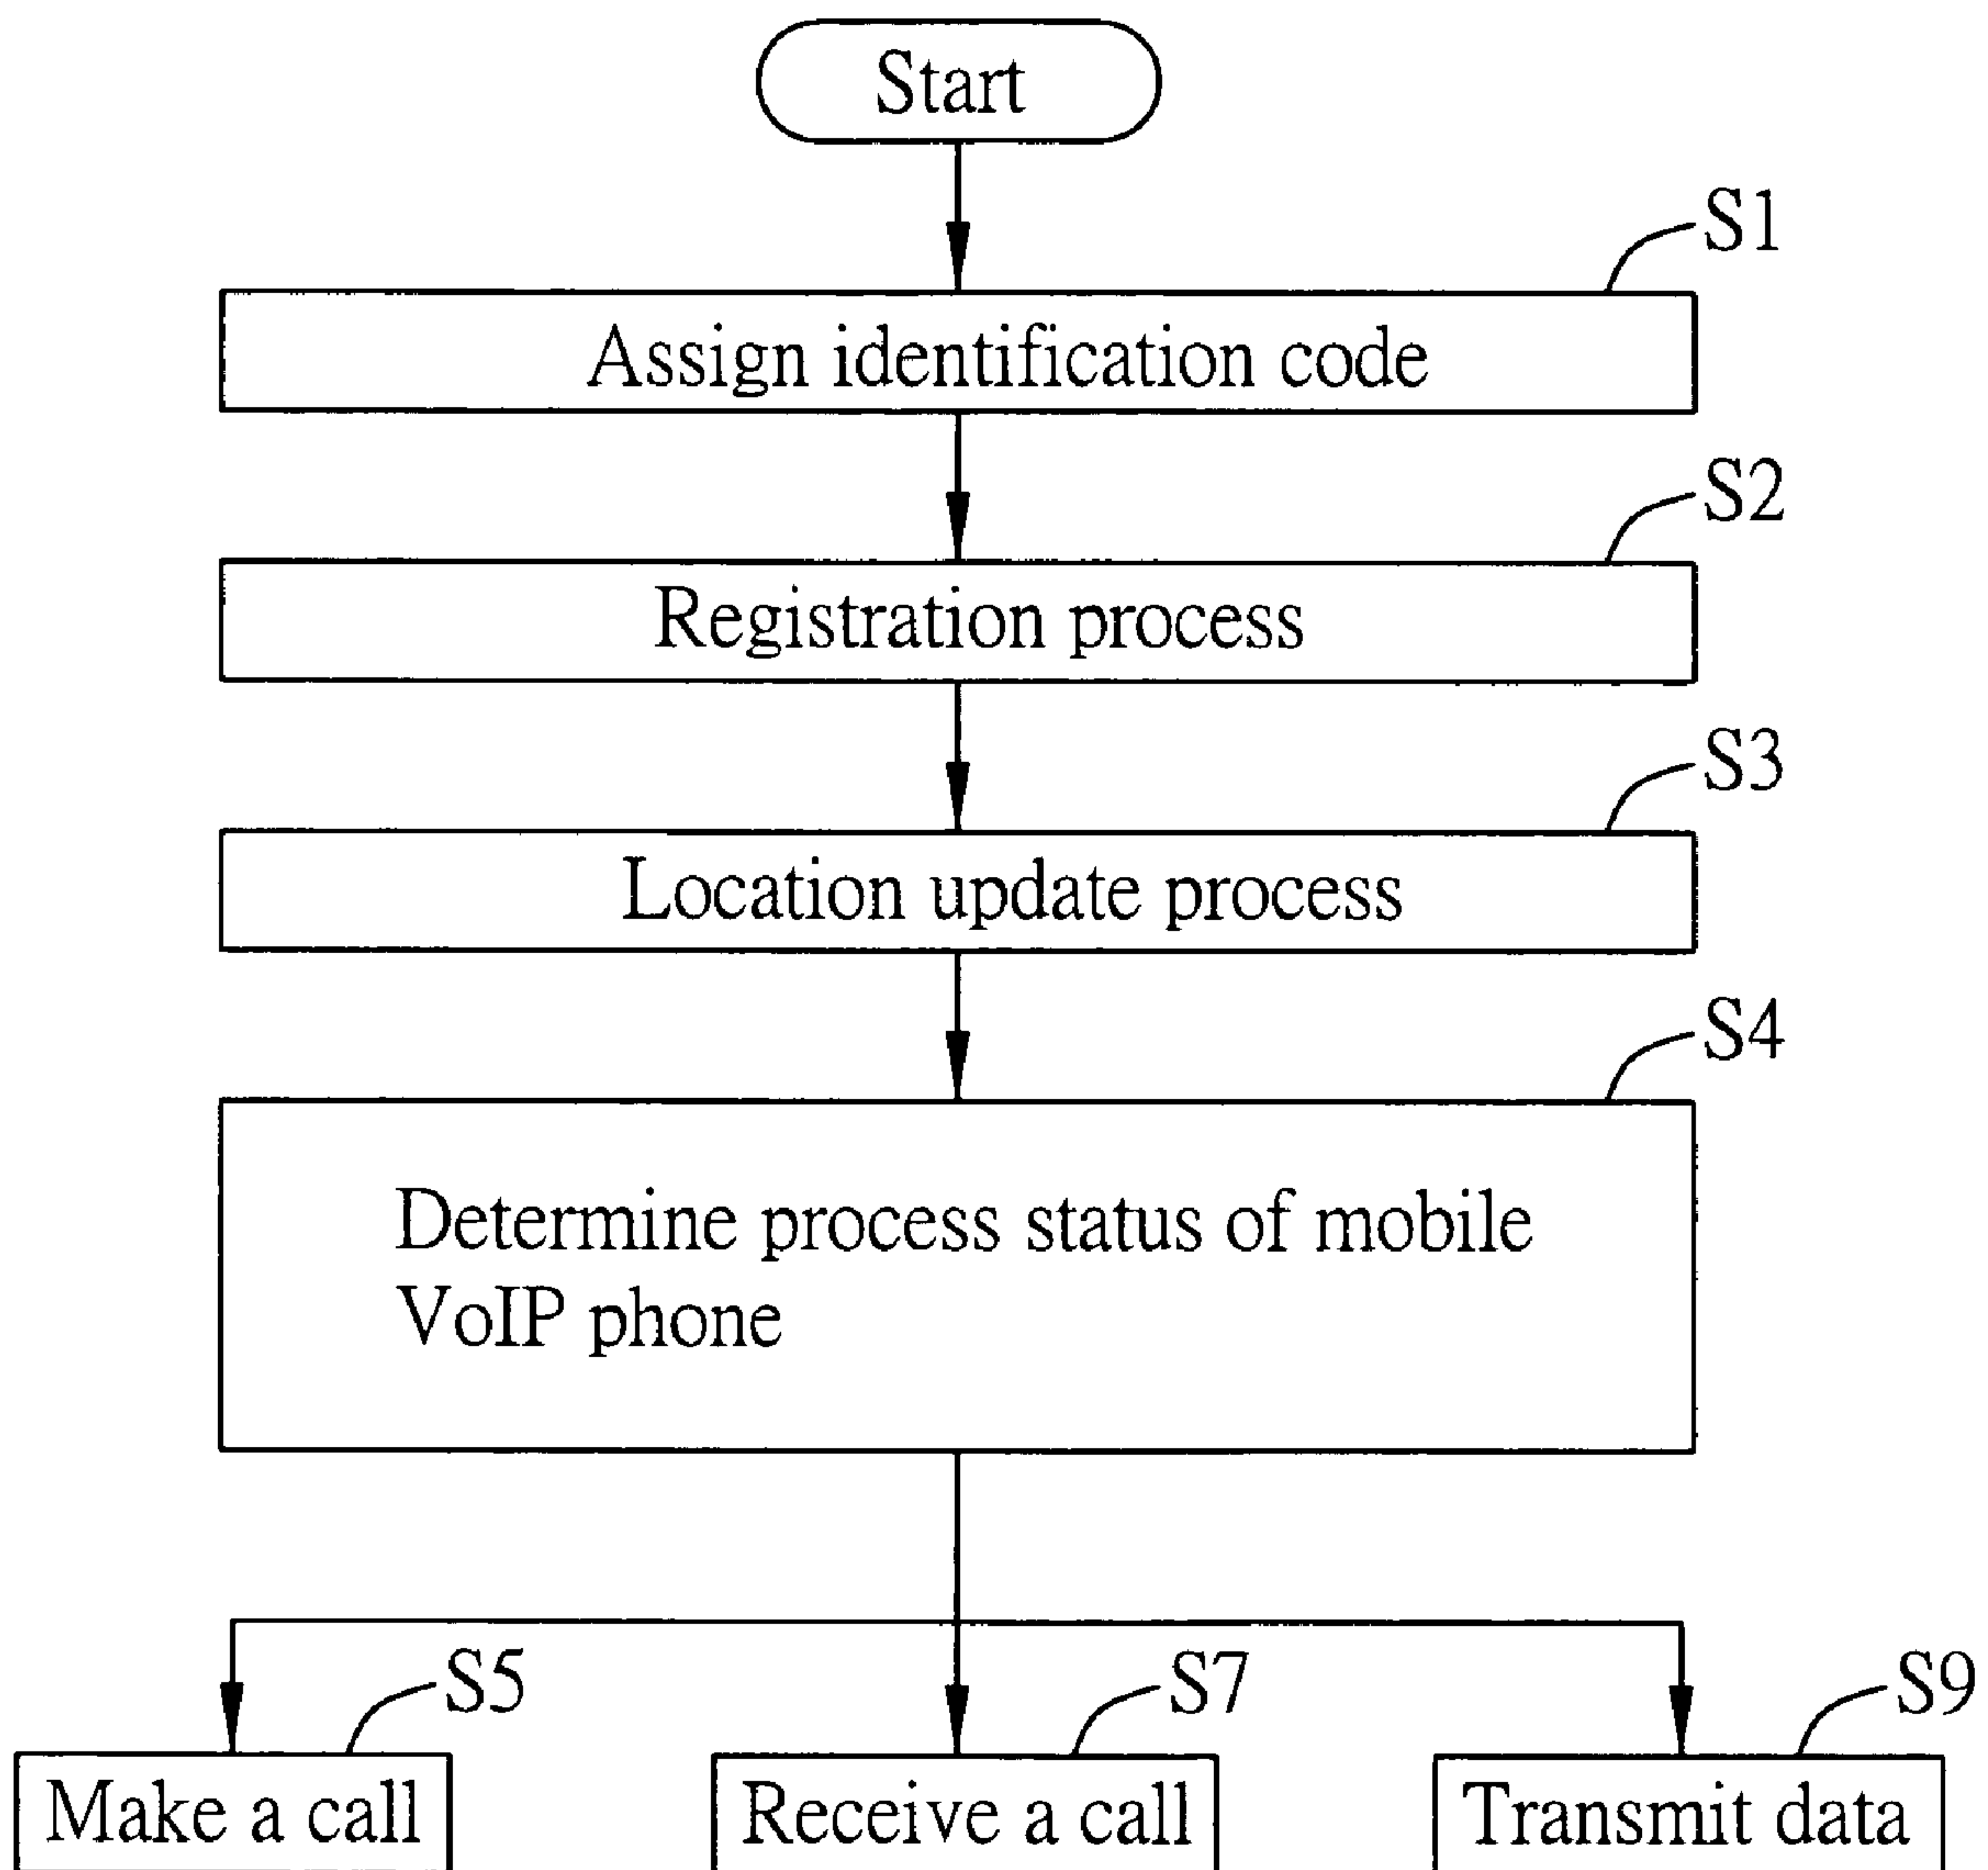 Start
S1
Assign identification code
S2
Registration process
S3
Location update process
S4
Determine process status of mobile
VoIP phone
S5
S7
S9
Make a call
Receive a call
Transmit data